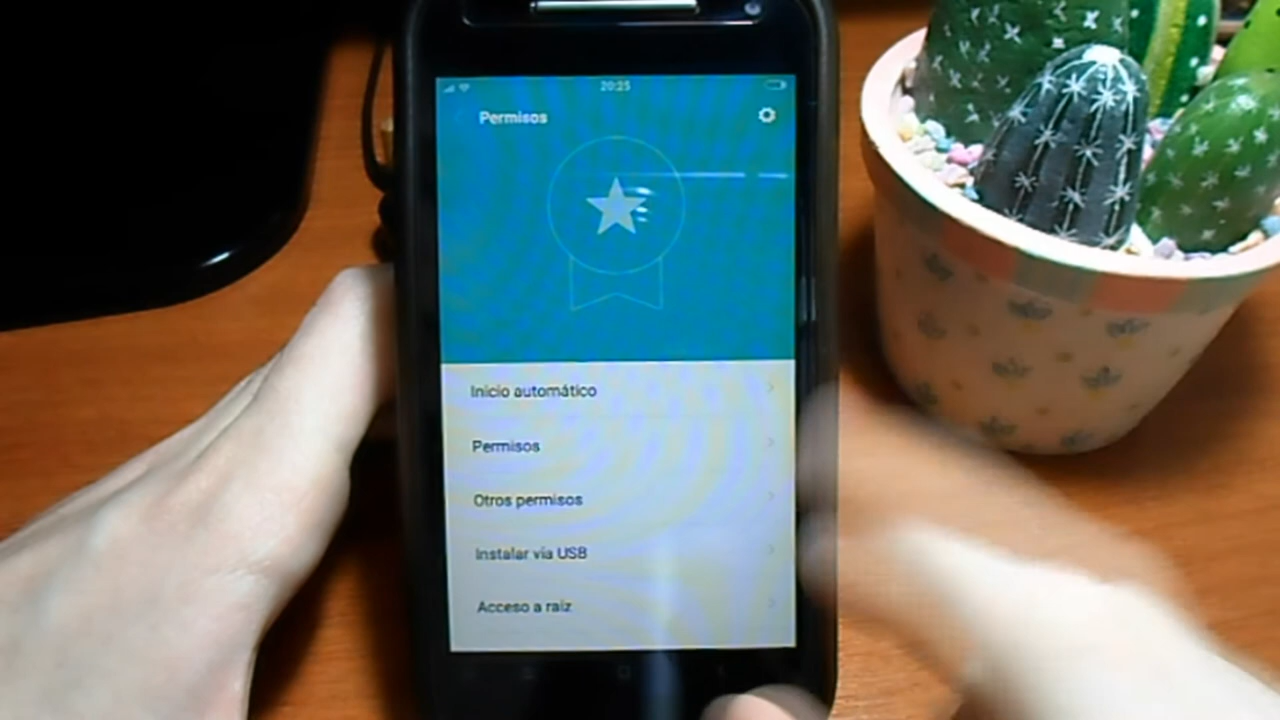 20:25
Permisos
Inicio automático
Permisos
Otros permisos
Instalar vía USB
Acceso a raíz